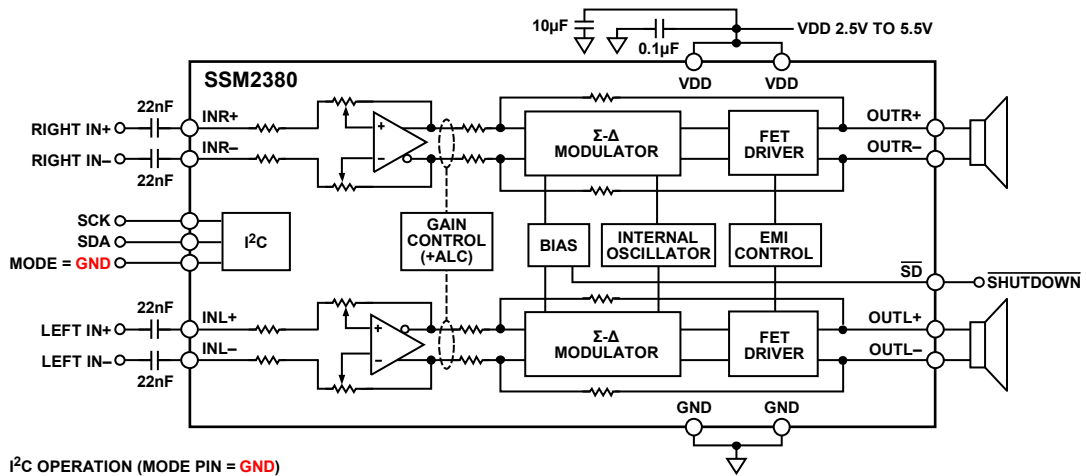 10µF
0.1µF
VDD 2.5V TO 5.5V
SSM2380
VDD
VDD
22nF
RIGHT IN+
INR+
RIGHT IN–
INR–
22nF
Σ-Δ
MODULATOR
FET
DRIVER
OUTR+
OUTR–
SCK
SDA
MODE = GND
I²C
GAIN
CONTROL
(+ALC)
BIAS
INTERNAL
OSCILLATOR
EMI
CONTROL
SD
SHUTDOWN
22nF
LEFT IN+
INL+
LEFT IN–
INL–
22nF
Σ-Δ
MODULATOR
FET
DRIVER
OUTL+
OUTL–
GND
GND
I²C OPERATION (MODE PIN = GND)